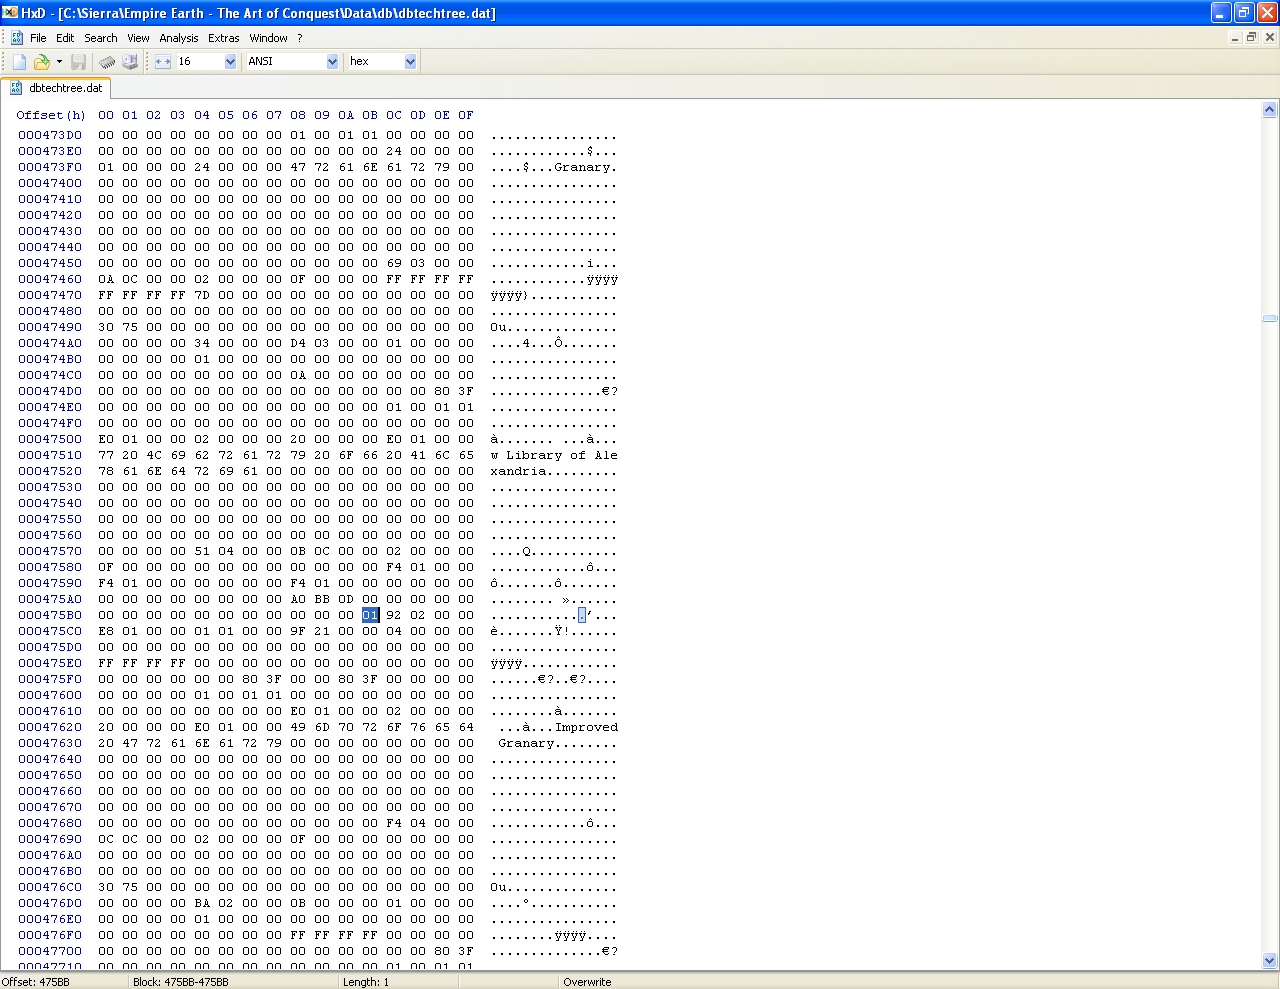 HxD - [C:\Sierra\Empire Earth - The Art of Conquest\Data\db\dbtechtree.dat]
File Edit Search View Analysis Extras Window ?
16 ANSI hex
dbtechtree.dat
Offset(h) 00 01 02 03 04 05 06 07 08 09 0A 0B 0C 0D 0E 0F
000473D0 00 00 00 00 00 00 00 00 01 00 01 01 00 00 00 00 ................
000473E0 00 00 00 00 00 00 00 00 00 00 00 00 24 00 00 00 ............$...
000473F0 01 00 00 00 24 00 00 00 47 72 61 6E 61 72 79 00 ....$...Granary.
00047400 00 00 00 00 00 00 00 00 00 00 00 00 00 00 00 00 ................
00047410 00 00 00 00 00 00 00 00 00 00 00 00 00 00 00 00 ................
00047420 00 00 00 00 00 00 00 00 00 00 00 00 00 00 00 00 ................
00047430 00 00 00 00 00 00 00 00 00 00 00 00 00 00 00 00 ................
00047440 00 00 00 00 00 00 00 00 00 00 00 00 00 00 00 00 ................
00047450 00 00 00 00 00 00 00 00 00 00 00 00 69 03 00 00 ............i...
00047460 0A 0C 00 00 02 00 00 00 0F 00 00 00 FF FF FF FF ............ÿÿÿÿ
00047470 FF FF FF FF 7D 00 00 00 00 00 00 00 00 00 00 00 ÿÿÿÿ}...........
00047480 00 00 00 00 00 00 00 00 00 00 00 00 00 00 00 00 ................
00047490 30 75 00 00 00 00 00 00 00 00 00 00 00 00 00 00 0u..............
000474A0 00 00 00 00 34 00 00 00 D4 03 00 00 01 00 00 00 ....4...Ô.......
000474B0 00 00 00 00 01 00 00 00 00 00 00 00 00 00 00 00 ................
000474C0 00 00 00 00 00 00 00 00 0A 00 00 00 00 00 00 00 ................
000474D0 00 00 00 00 00 00 00 00 00 00 00 00 00 00 80 3F ..............€?
000474E0 00 00 00 00 00 00 00 00 00 00 00 00 01 00 01 01 ................
000474F0 00 00 00 00 00 00 00 00 00 00 00 00 00 00 00 00 ................
00047500 E0 01 00 00 02 00 00 00 20 00 00 00 E0 01 00 00 à....... ...à...
00047510 77 20 4C 69 62 72 61 72 79 20 6F 66 20 41 6C 65 w Library of Ale
00047520 78 61 6E 64 72 69 61 00 00 00 00 00 00 00 00 00 xandria.........
00047530 00 00 00 00 00 00 00 00 00 00 00 00 00 00 00 00 ................
00047540 00 00 00 00 00 00 00 00 00 00 00 00 00 00 00 00 ................
00047550 00 00 00 00 00 00 00 00 00 00 00 00 00 00 00 00 ................
00047560 00 00 00 00 00 00 00 00 00 00 00 00 00 00 00 00 ................
00047570 00 00 00 00 51 04 00 00 0B 0C 00 00 02 00 00 00 ....Q...........
00047580 0F 00 00 00 00 00 00 00 00 00 00 00 F4 01 00 00 ............ô...
00047590 F4 01 00 00 00 00 00 00 F4 01 00 00 00 00 00 00 ô.......ô.......
000475A0 00 00 00 00 00 00 00 00 A0 BB 0D 00 00 00 00 00 ........ »......
000475B0 00 00 00 00 00 00 00 00 00 00 00 01 92 02 00 00 ............’...
000475C0 E8 01 00 00 01 01 00 00 9F 21 00 00 04 00 00 00 è.......Ÿ!......
000475D0 00 00 00 00 00 00 00 00 00 00 00 00 00 00 00 00 ................
000475E0 FF FF FF FF 00 00 00 00 00 00 00 00 00 00 00 00 ÿÿÿÿ............
000475F0 00 00 00 00 00 00 80 3F 00 00 80 3F 00 00 00 00 ......€?..€?....
00047600 00 00 00 00 01 00 01 01 00 00 00 00 00 00 00 00 ................
00047610 00 00 00 00 00 00 00 00 E0 01 00 00 02 00 00 00 ........à.......
00047620 20 00 00 00 E0 01 00 00 49 6D 70 72 6F 76 65 64 ...à...Improved
00047630 20 47 72 61 6E 61 72 79 00 00 00 00 00 00 00 00 Granary........
00047640 00 00 00 00 00 00 00 00 00 00 00 00 00 00 00 00 ................
00047650 00 00 00 00 00 00 00 00 00 00 00 00 00 00 00 00 ................
00047660 00 00 00 00 00 00 00 00 00 00 00 00 00 00 00 00 ................
00047670 00 00 00 00 00 00 00 00 00 00 00 00 00 00 00 00 ................
00047680 00 00 00 00 00 00 00 00 00 00 00 00 F4 04 00 00 ............ô...
00047690 0C 0C 00 00 02 00 00 00 0F 00 00 00 00 00 00 00 ................
000476A0 00 00 00 00 00 00 00 00 00 00 00 00 00 00 00 00 ................
000476B0 00 00 00 00 00 00 00 00 00 00 00 00 00 00 00 00 ................
000476C0 30 75 00 00 00 00 00 00 00 00 00 00 00 00 00 00 0u..............
000476D0 00 00 00 00 BA 02 00 00 0B 00 00 00 01 00 00 00 ....º...........
000476E0 00 00 00 00 01 00 00 00 00 00 00 00 00 00 00 00 ................
000476F0 00 00 00 00 00 00 00 00 FF FF FF FF 00 00 00 00 ........ÿÿÿÿ....
00047700 00 00 00 00 00 00 00 00 00 00 00 00 00 00 80 3F ..............€?
00047710 00 00 00 00 00 00 00 00 00 00 00 00 01 00 01 01 ................
Offset: 475BB Block: 475BB-475BB Length: 1 Overwrite